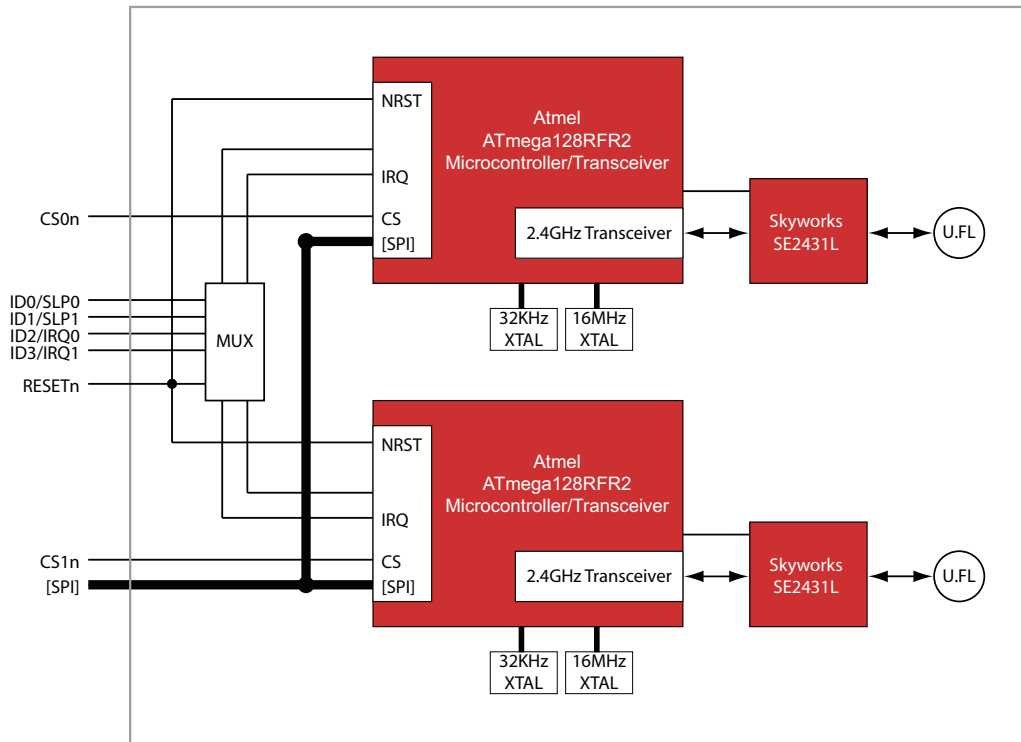 NRST
IRQ
CS
[SPI]
Atmel
ATmega128RFR2
Microcontroller/Transceiver
2.4GHz Transceiver
Skyworks
SE2431L
U.FL
32KHz
XTAL
16MHz
XTAL
CS0n
ID0/SLP0
ID1/SLP1
ID2/IRQ0
ID3/IRQ1
RESETn
MUX
NRST
IRQ
CS
[SPI]
Atmel
ATmega128RFR2
Microcontroller/Transceiver
2.4GHz Transceiver
Skyworks
SE2431L
U.FL
32KHz
XTAL
16MHz
XTAL
CS1n
[SPI]